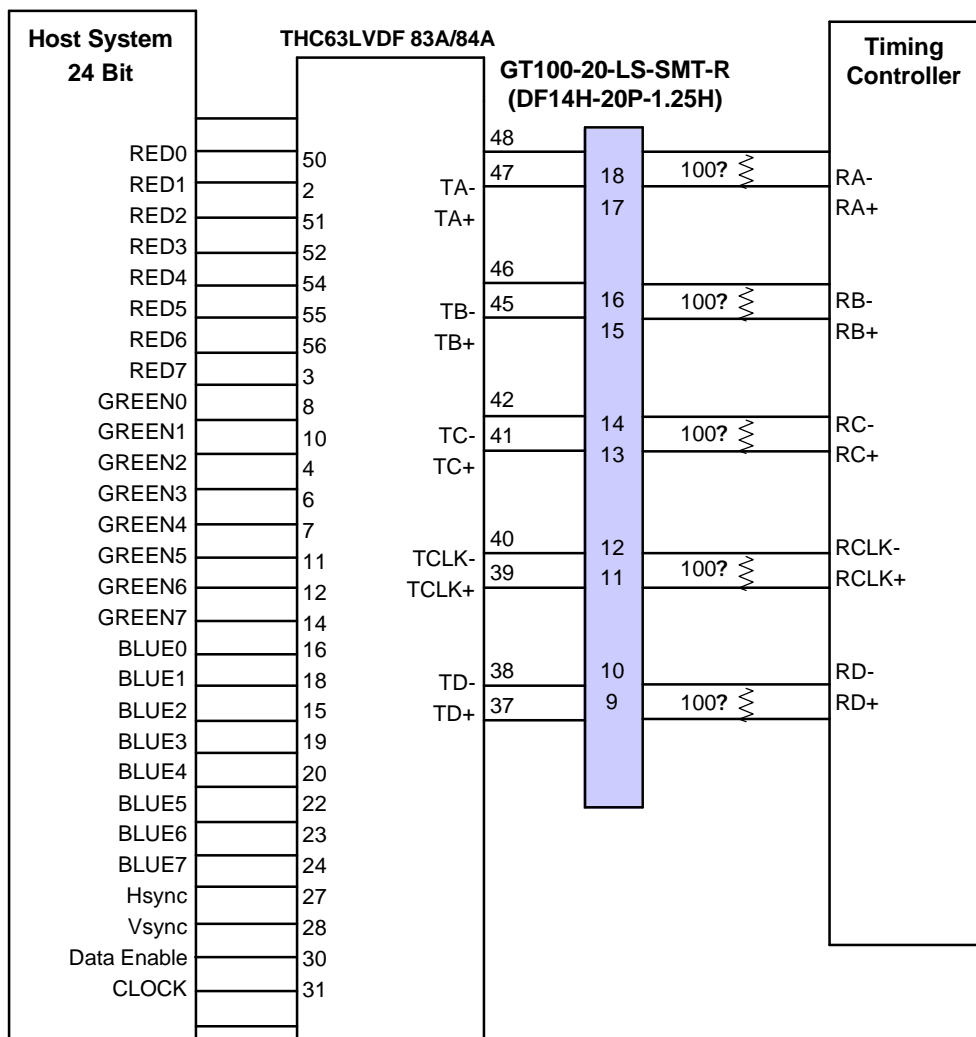 Host System
24 Bit
THC63LVDF 83A/84A
GT100-20-LS-SMT-R
(DF14H-20P-1.25H)
Timing
Controller
RED0 50
RED1 2
RED2 51
RED3 52
RED4 54
RED5 55
RED6 56
RED7 3
GREEN0 8
GREEN1 10
GREEN2 4
GREEN3 6
GREEN4 7
GREEN5 11
GREEN6 12
GREEN7 14
BLUE0 16
BLUE1 18
BLUE2 15
BLUE3 19
BLUE4 20
BLUE5 22
BLUE6 23
BLUE7 24
Hsync 27
Vsync 28
Data Enable 30
CLOCK 31
48
TA- 47 18 100? RA-
TA+ 17 RA+
46
TB- 45 16 100? RB-
TB+ 15 RB+
42
TC- 41 14 100? RC-
TC+ 13 RC+
40
TCLK- 39 12 100? RCLK-
TCLK+ 11 RCLK+
38 10 RD-
TD- 37 9 100? RD+
TD+